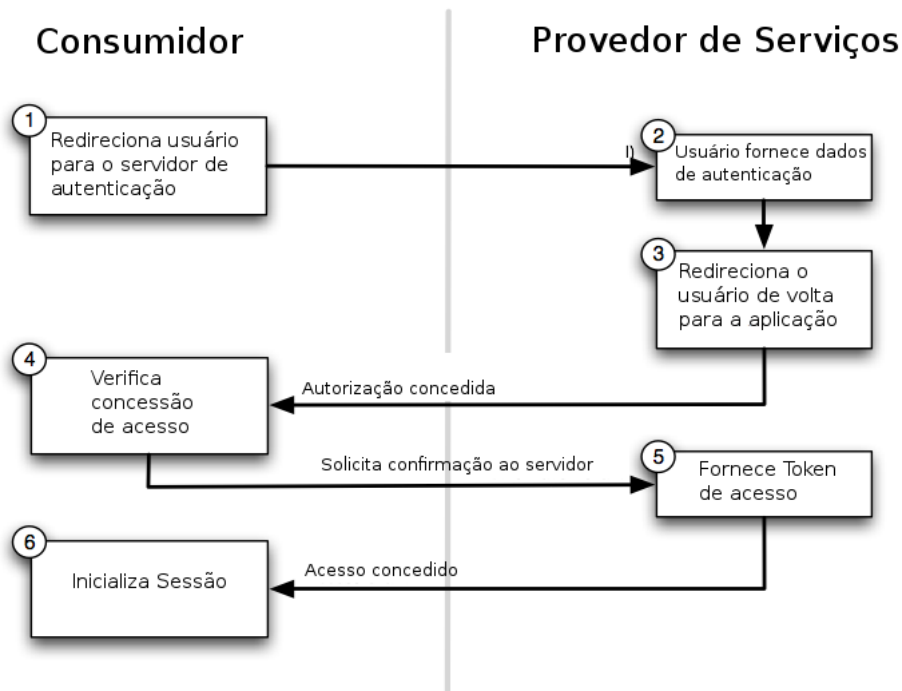 Consumidor
Provedor de Serviços
1
Redireciona usuário
para o servidor de
autenticação
I)
2
Usuário fornece dados
de autenticação
3
Redireciona o
usuário de volta
para a aplicação
4
Verifica
concessão
de acesso
Autorização concedida
Solicita confirmação ao servidor
5
Fornece Token
de acesso
6
Inicializa Sessão
Acesso concedido